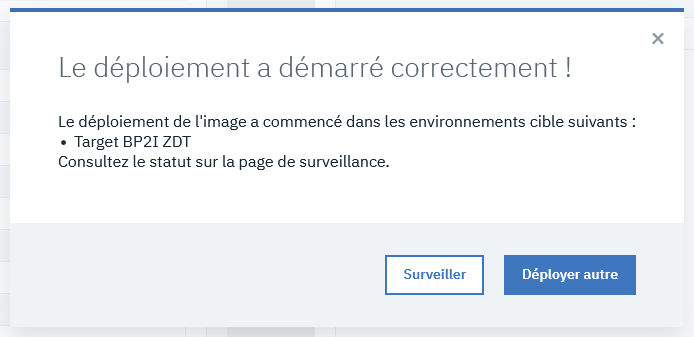 Le déploiement a démarré correctement !
Le déploiement de l'image a commencé dans les environnements cible suivants :
• Target BP2I ZDT
Consultez le statut sur la page de surveillance.
Surveiller
Déployer autre